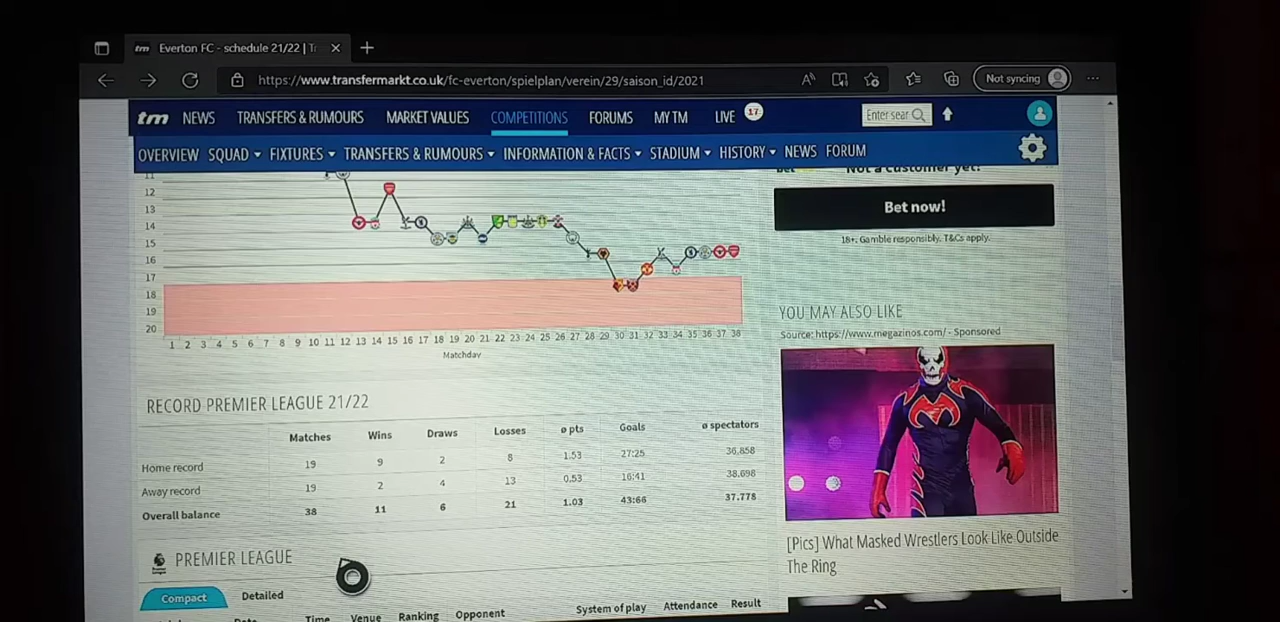 tm Everton FC - schedule 21/22 | Tr
https://www.transfermarkt.co.uk/fc-everton/spielplan/verein/29/saison_id/2021
Not syncing
tm NEWS TRANSFERS & RUMOURS MARKET VALUES COMPETITIONS FORUMS MY TM LIVE 17 Enter sear
OVERVIEW SQUAD FIXTURES TRANSFERS & RUMOURS INFORMATION & FACTS STADIUM HISTORY NEWS FORUM
Not a customer yet?
Bet now!
18+. Gamble responsibly. T&Cs apply.
11
12
13
14
15
16
17
18
19
20
1 2 3 4 5 6 7 8 9 10 11 12 13 14 15 16 17 18 19 20 21 22 23 24 25 26 27 28 29 30 31 32 33 34 35 36 37 38
Matchday
YOU MAY ALSO LIKE
Source: https://www.megazinos.com/ - Sponsored
[Pics] What Masked Wrestlers Look Like Outside
The Ring
RECORD PREMIER LEAGUE 21/22
Matches Wins Draws Losses ø pts Goals ø spectators
Home record 19 9 2 8 1.53 27:25 36.858
Away record 19 2 4 13 0.53 16:41 38.698
Overall balance 38 11 6 21 1.03 43:66 37.778
PREMIER LEAGUE
Compact Detailed
Time Venue Ranking Opponent System of play Attendance Result